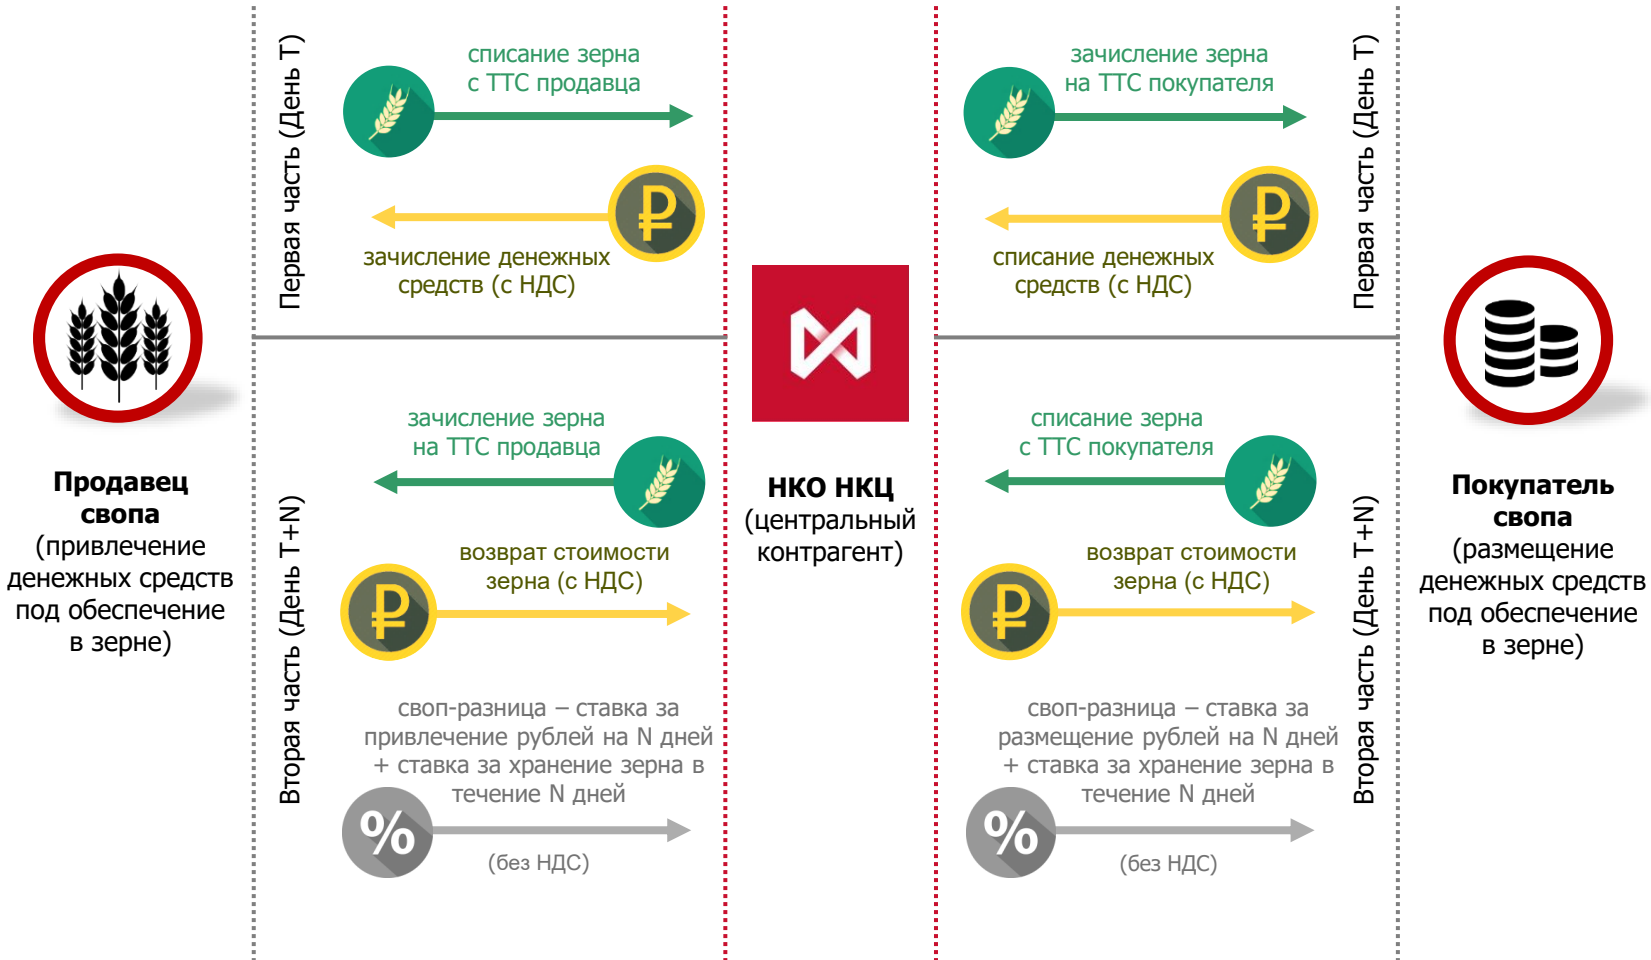 Первая часть (День Т)
списание зерна
с ТТС продавца
зачисление денежных
средств (с НДС)
зачисление зерна
на ТТС покупателя
списание денежных
средств (с НДС)
Первая часть (День Т)
Продавец
свопа
(привлечение
денежных средств
под обеспечение
в зерне)
Вторая часть (День Т+N)
зачисление зерна
на ТТС продавца
возврат стоимости
зерна (с НДС)
своп-разница – ставка за
привлечение рублей на N дней
+ ставка за хранение зерна в
течение N дней
%
(без НДС)
НКО НКЦ
(центральный
контрагент)
списание зерна
с ТТС покупателя
возврат стоимости
зерна (с НДС)
своп-разница – ставка за
размещение рублей на N дней
+ ставка за хранение зерна в
течение N дней
%
(без НДС)
Вторая часть (День Т+N)
Покупатель
свопа
(размещение
денежных средств
под обеспечение
в зерне)